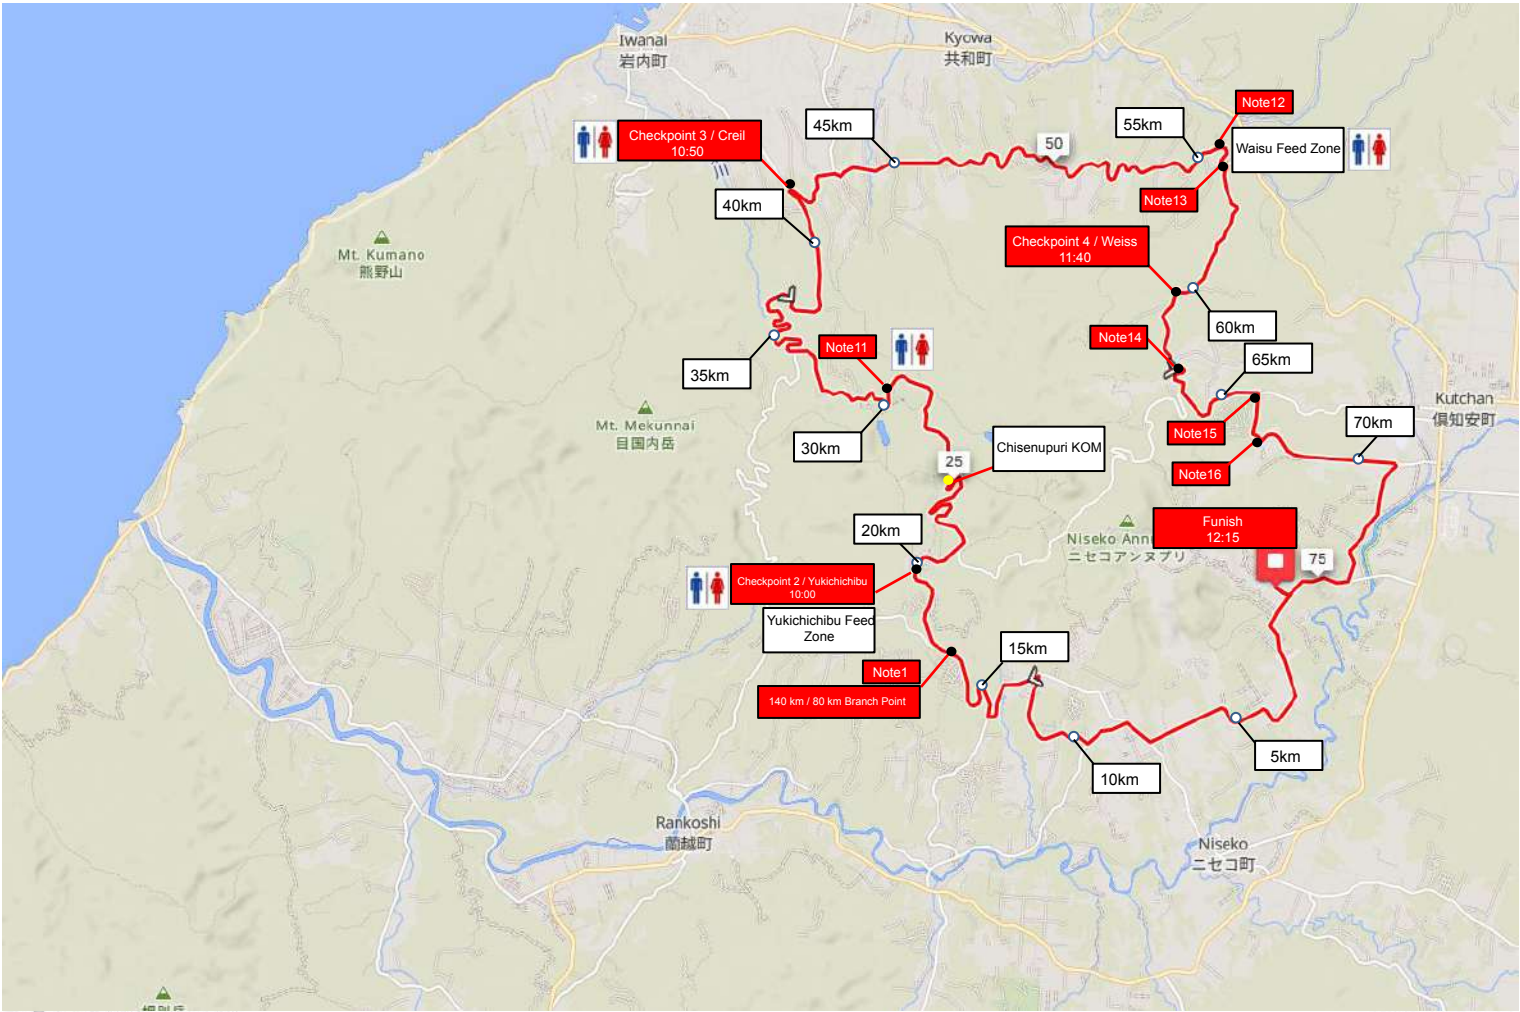 Iwanai
岩内町
Kyowa
共和町
Note12
Checkpoint 3 / Creil
10:50
45km
55km
50
Waisu Feed Zone
40km
Note13
Mt. Kumano
熊野山
Checkpoint 4 / Weiss
11:40
60km
Note14
Note11
65km
35km
Kutchan
倶知安町
Mt. Mekunnai
目国内岳
70km
Note15
30km
Chisenupuri KOM
25
Note16
20km
Funish
12:15
Niseko Ann
ニセコアンヌプリ
75
Checkpoint 2 / Yukichichibu
10:00
Yukichichibu Feed
Zone
15km
Note1
140 km / 80 km Branch Point
5km
10km
Rankoshi
蘭越町
Niseko
ニセコ町